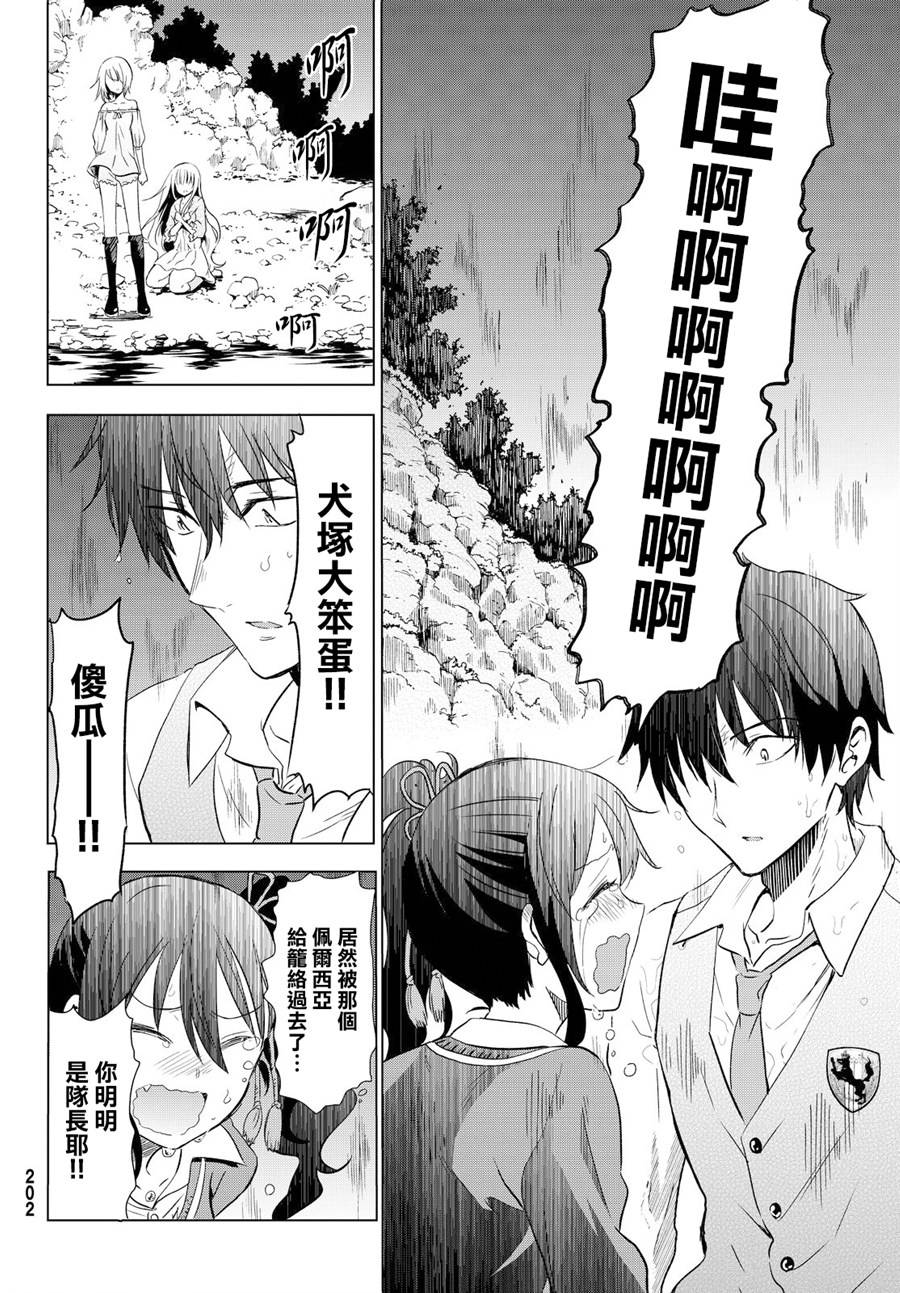 哇啊啊啊啊啊啊啊
啊
啊
啊
啊
犬塚大笨蛋!!
傻瓜——!!
居然被那個
佩爾西亞
給籠絡過去了…
你明明
是隊長耶!!
202